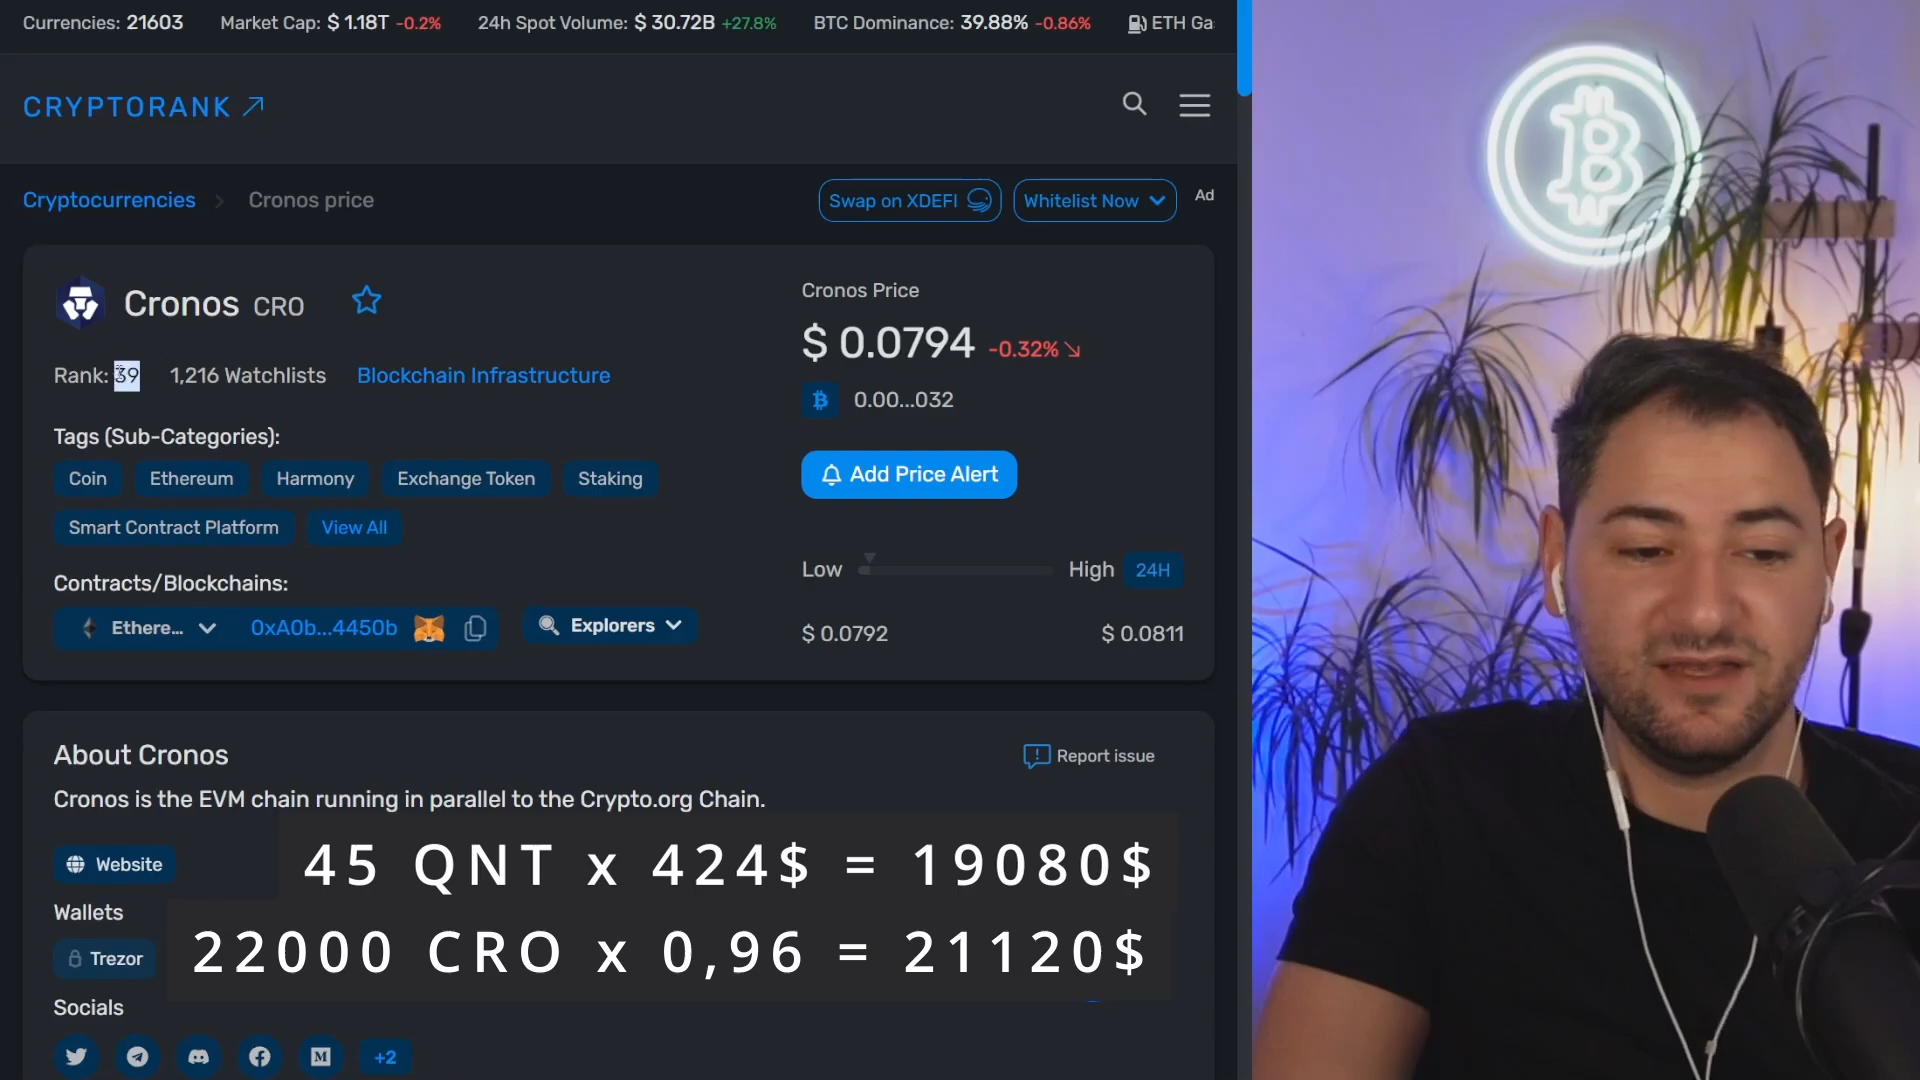 Currencies: 21603 Market Cap: $ 1.18T -0.2% 24h Spot Volume: $ 30.72B +27.8% BTC Dominance: 39.88% -0.86% ETH Ga
CRYPTORANK
Cryptocurrencies > Cronos price
Swap on XDEFI
Whitelist Now
Ad
Cronos CRO
Rank: 39 1,216 Watchlists Blockchain Infrastructure
Tags (Sub-Categories):
Coin Ethereum Harmony Exchange Token Staking
Smart Contract Platform View All
Contracts/Blockchains:
Ethere... 0xA0b...4450b Explorers
Cronos Price
$ 0.0794 -0.32%
0.00...032
Add Price Alert
Low High 24H
$ 0.0792 $ 0.0811
About Cronos
Report issue
Cronos is the EVM chain running in parallel to the Crypto.org Chain.
Website
45 QNT x 424$ = 19080$
Wallets
Trezor
22000 CRO x 0,96 = 21120$
Socials
+2